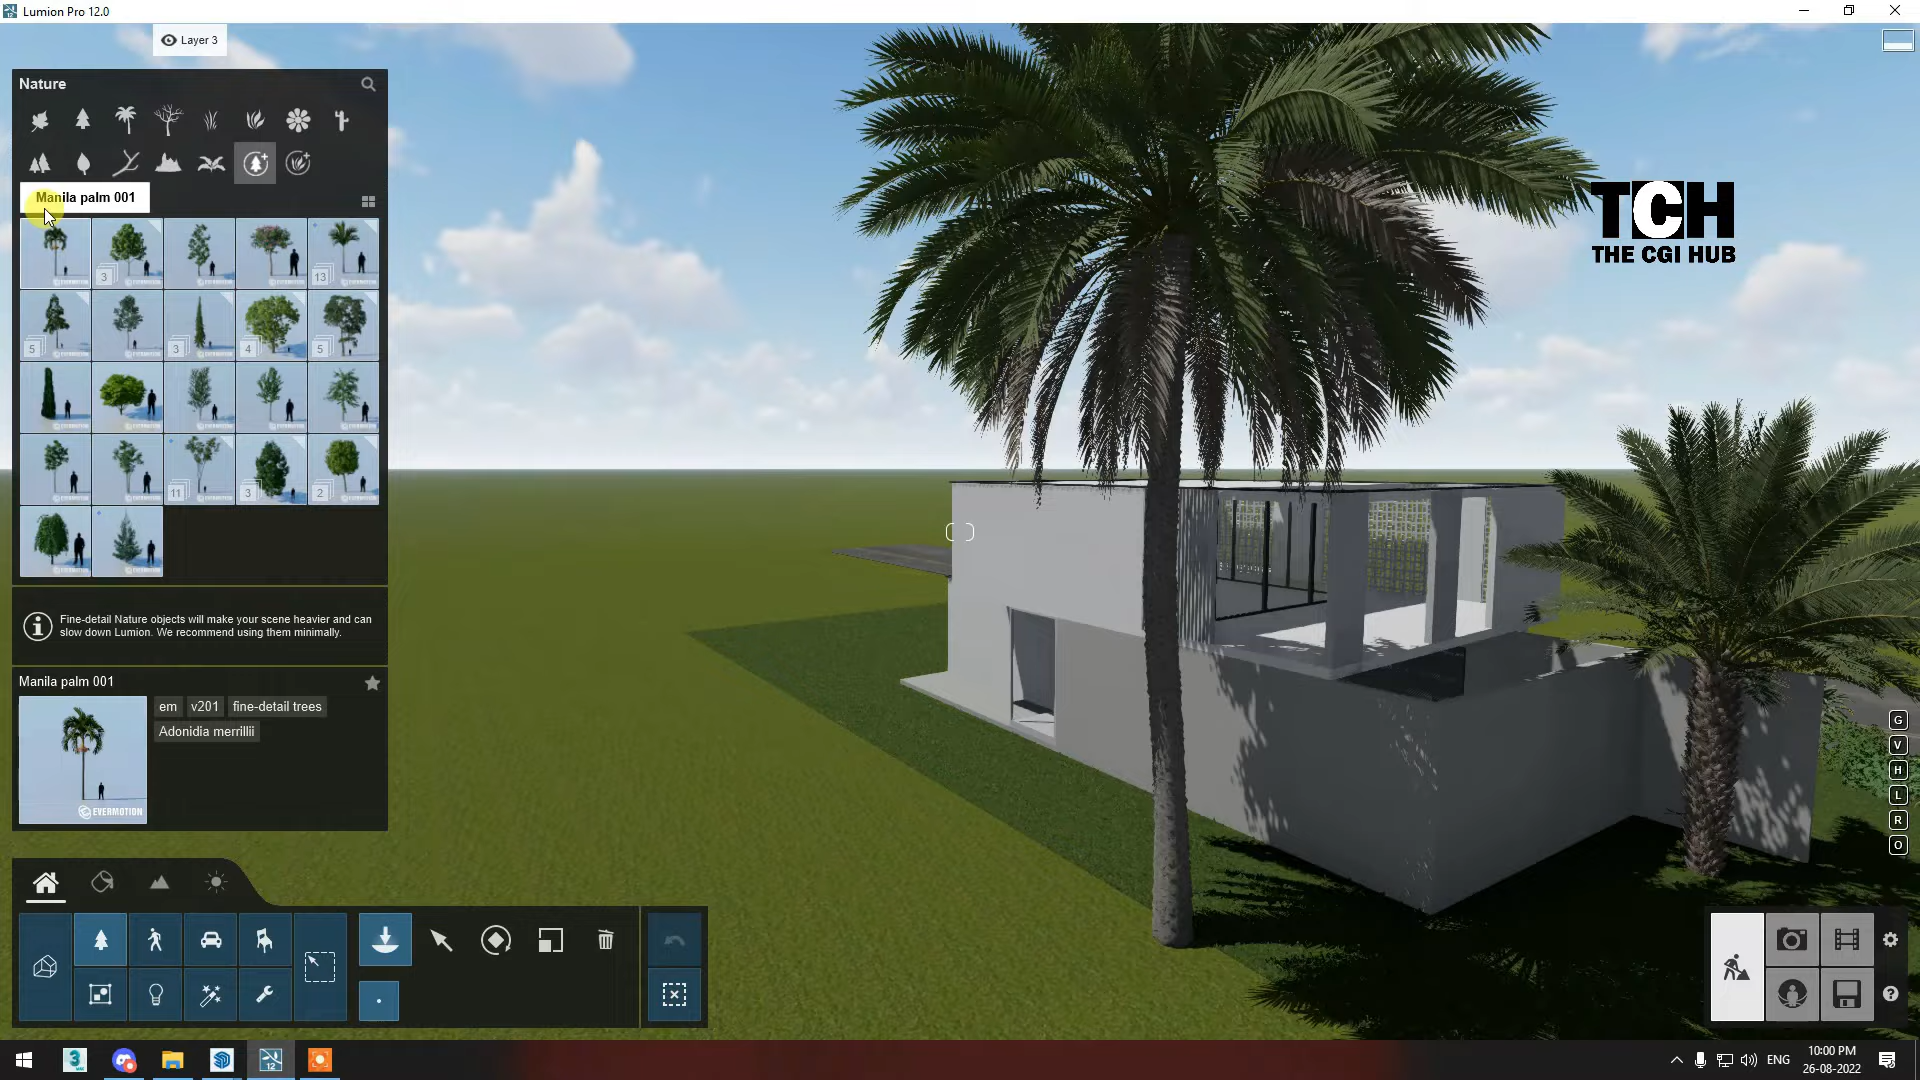 Lumion Pro 12.0
Layer 3
Nature
Manila palm 001
3
13
5
3
4
5
11
3
2
Fine-detail Nature objects will make your scene heavier and can
slow down Lumion. We recommend using them minimally.
Manila palm 001
em
v201
fine-detail trees
Adonidia merrillii
EVERMOTION
TCH
THE CGI HUB
G
V
H
L
R
O
3
12
ENG
10:00 PM
26-08-2022